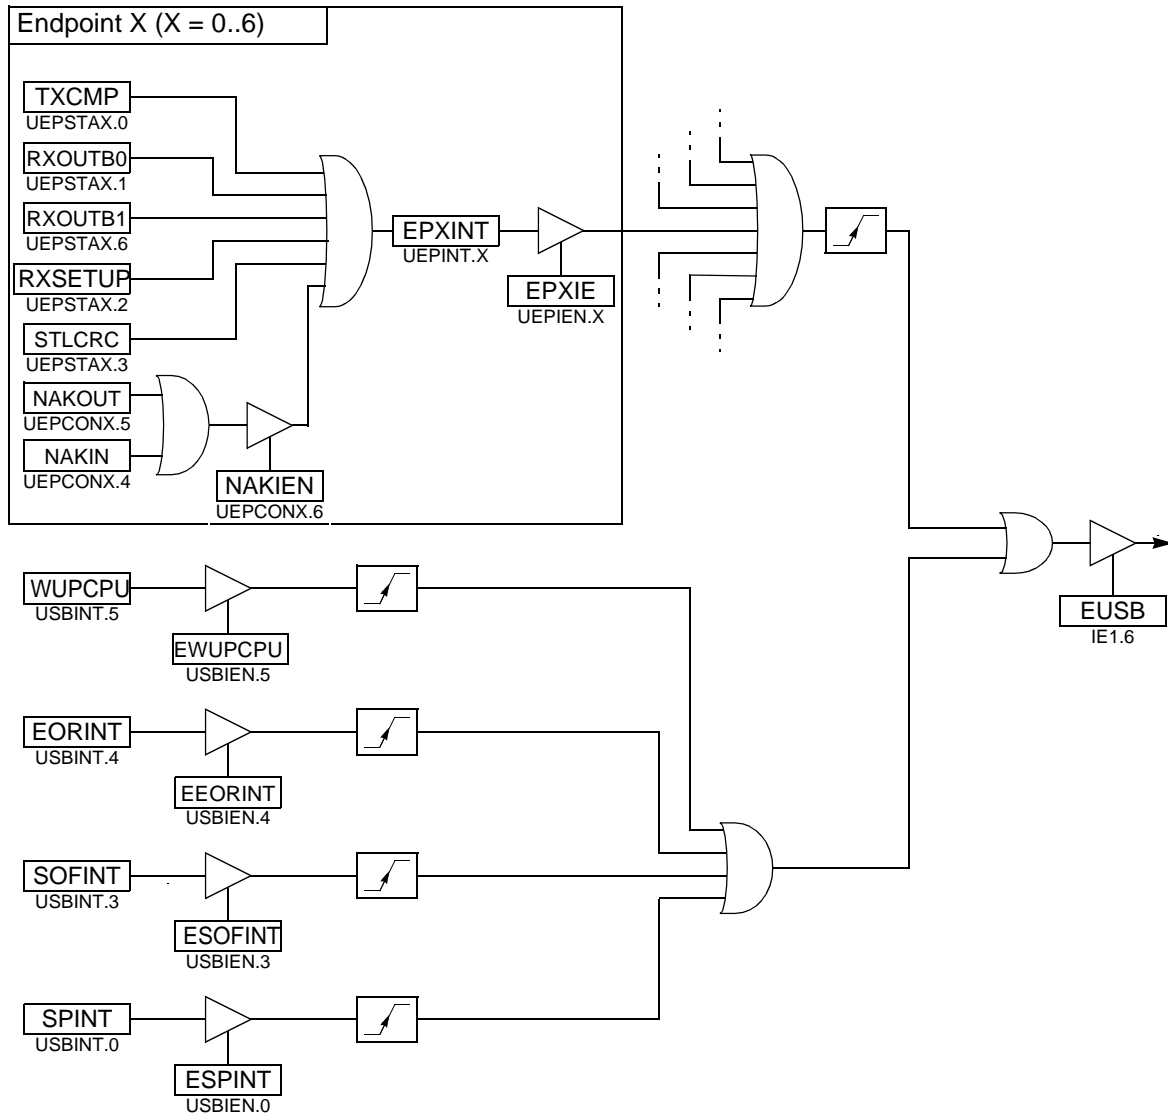 Endpoint X (X = 0..6)
TXCMP
UEPSTAX.0
RXOUTB0
UEPSTAX.1
RXOUTB1
UEPSTAX.6
RXSETUP
UEPSTAX.2
STLCRC
UEPSTAX.3
NAKOUT
UEPCONX.5
NAKIN
UEPCONX.4
NAKIEN
UEPCONX.6
EPXINT
UEPINT.X
EPXIE
UEPIEN.X
WUPCPU
USBINT.5
EWUPCPU
USBIEN.5
EORINT
USBINT.4
EEORINT
USBIEN.4
SOFINT
USBINT.3
ESOFINT
USBIEN.3
SPINT
USBINT.0
ESPINT
USBIEN.0
EUSB
IE1.6